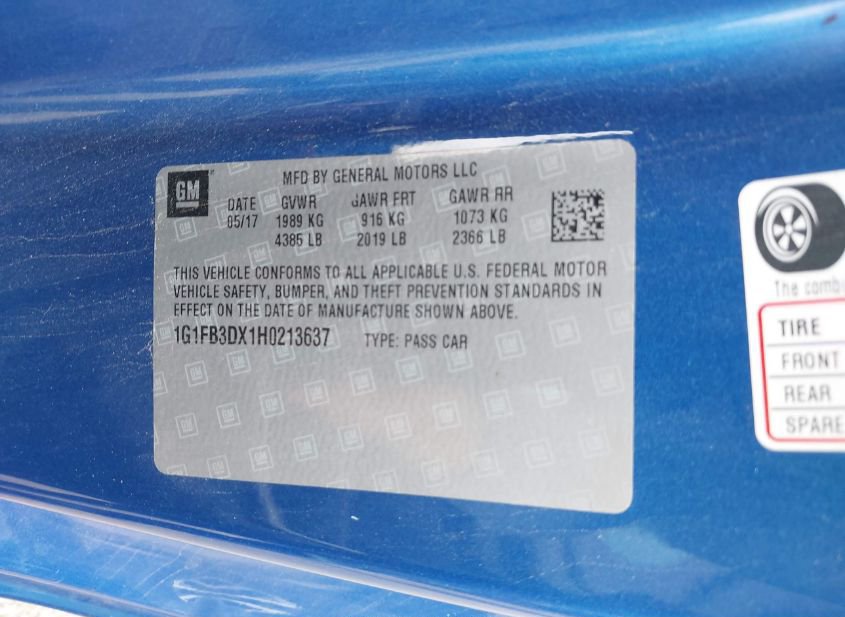 GM
MFD BY GENERAL MOTORS LLC
DATE GVWR GAWR FRT GAWR RR
05/17 1989 KG 916 KG 1073 KG
4385 LB 2019 LB 2366 LB
THIS VEHICLE CONFORMS TO ALL APPLICABLE U.S. FEDERAL MOTOR
VEHICLE SAFETY, BUMPER, AND THEFT PREVENTION STANDARDS IN
EFFECT ON THE DATE OF MANUFACTURE SHOWN ABOVE.
1G1FB3DX1H0213637 TYPE: PASS CAR
The combi
TIRE
FRONT
REAR
SPARE